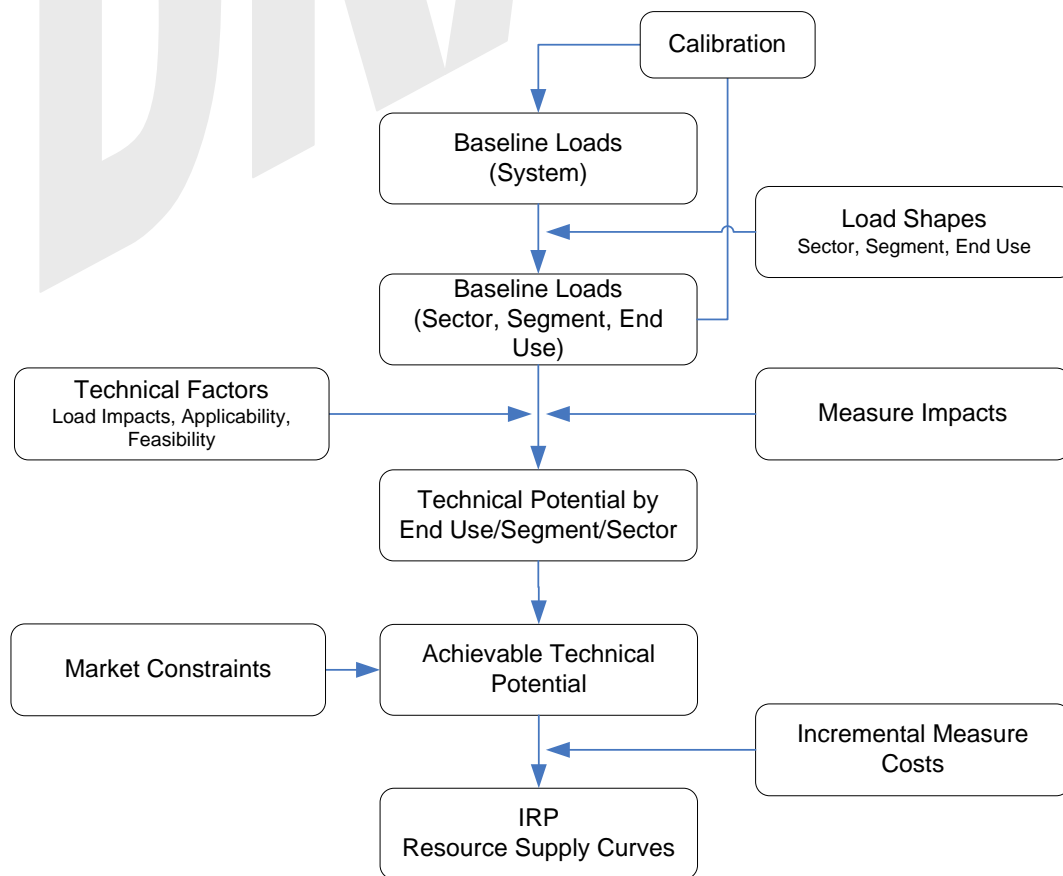 Calibration
Baseline Loads
(System)
Load Shapes
Sector, Segment, End Use
Baseline Loads
(Sector, Segment, End
Use)
Technical Factors
Load Impacts, Applicability,
Feasibility
Measure Impacts
Technical Potential by
End Use/Segment/Sector
Market Constraints
Achievable Technical
Potential
Incremental Measure
Costs
IRP
Resource Supply Curves